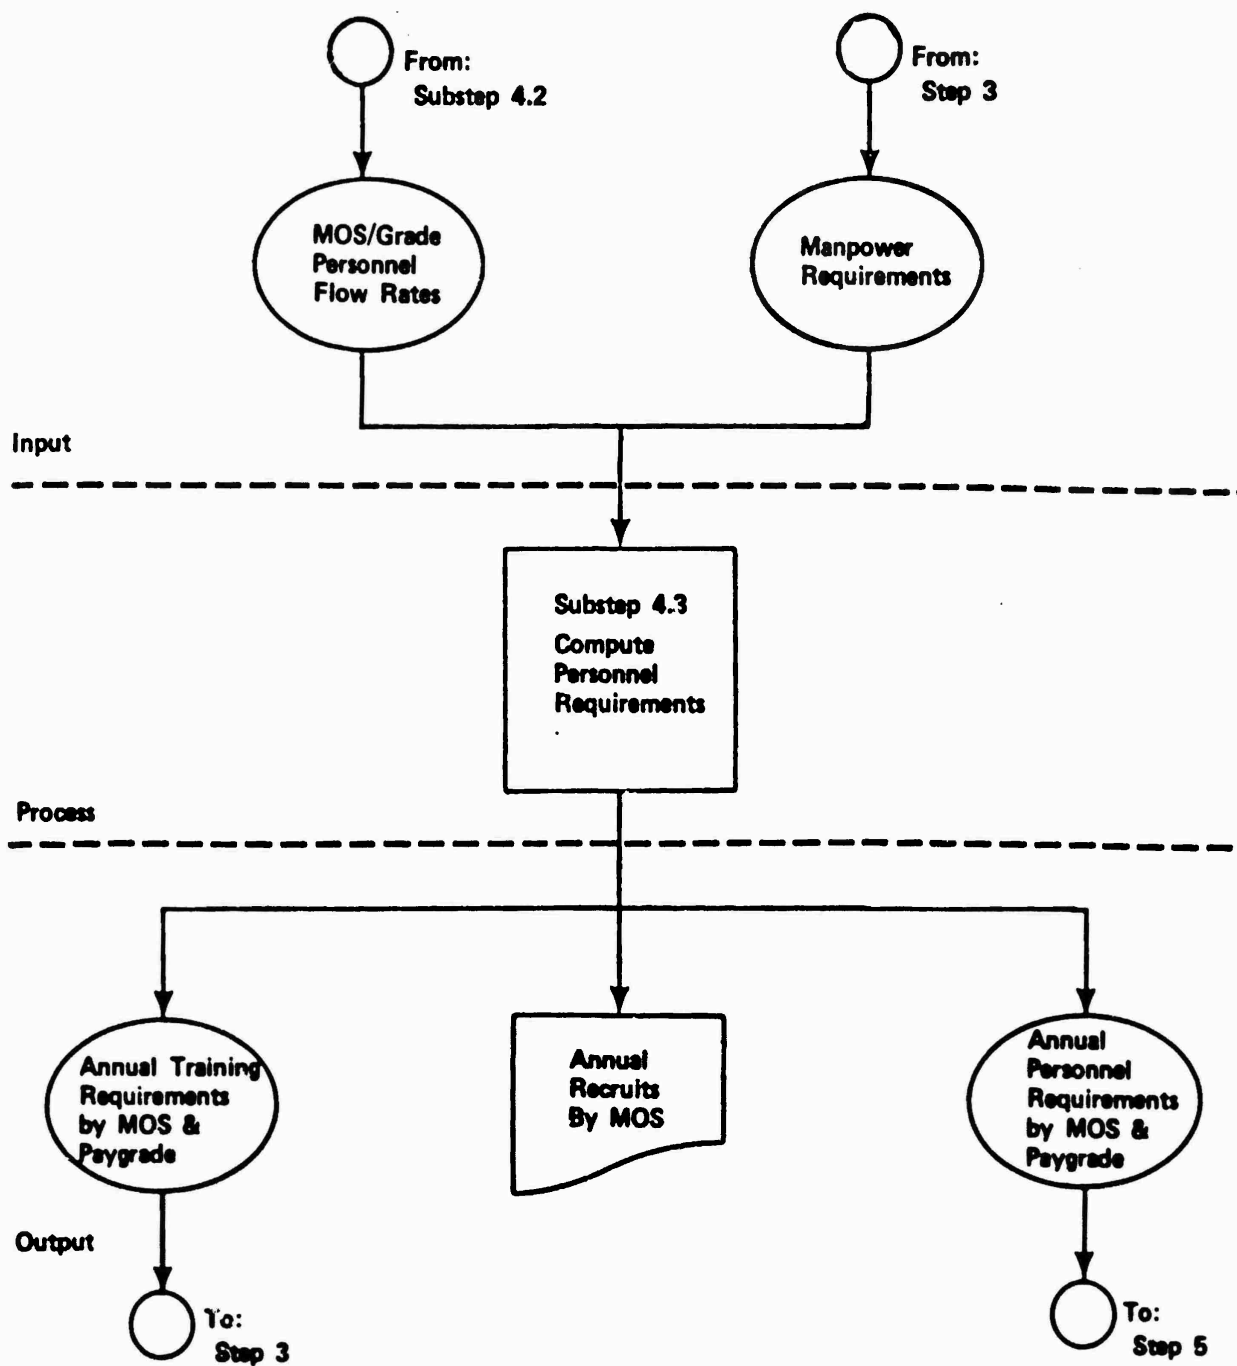 From:
Substep 4.2
From:
Step 3
MOS/Grade
Personnel
Flow Rates
Manpower
Requirements
Input
Substep 4.3
Compute
Personnel
Requirements
Process
Annual Training
Requirements
by MOS &
Paygrade
Annual
Recruits
By MOS
Annual
Personnel
Requirements
by MOS &
Paygrade
Output
To:
Step 3
To:
Step 5